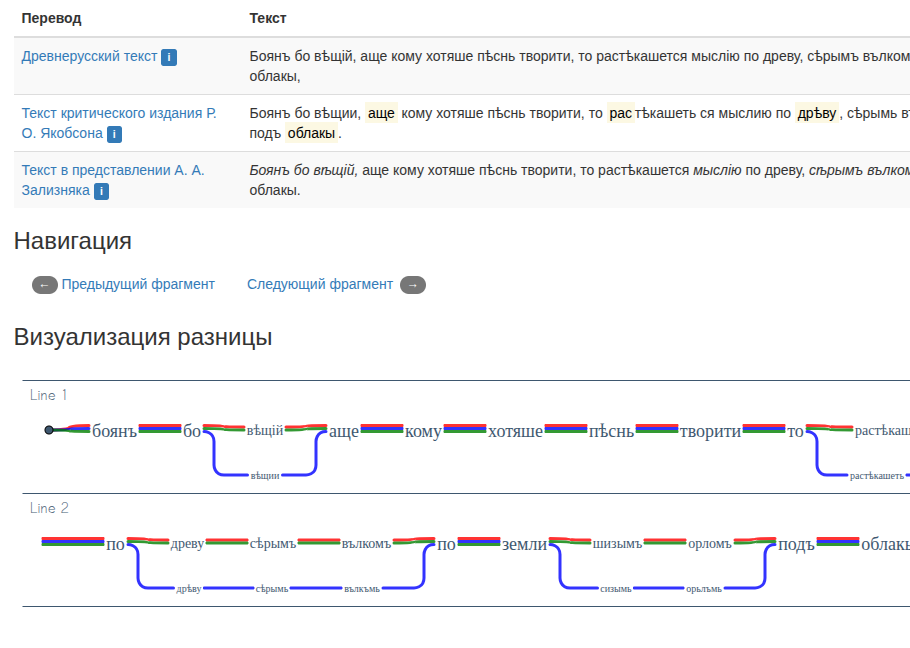 Перевод Текст
Древнерусский текст i Боянъ бо вѣщій, аще кому хотяше пѣснь творити, то растѣкашется мыслію по древу, сѣрымъ вълком
облакы,
Текст критического издания Р. Боянъ бо вѣщии, аще кому хотяше пѣснь творити, то рас тѣкашеть ся мыслию по дрѣву , сѣрымь
О. Якобсона i подъ облакы .
Текст в представлении А. А. Боянъ бо вѣщій, аще кому хотяше пѣснь творити, то растѣкашется мыслію по древу, сѣрымъ вълком
Зализняка i облакы.
Навигация
← Предыдущий фрагмент Следующий фрагмент →
Визуализация разницы
Line 1
боянъ бо вѣщій аще кому хотяше пѣснь творити то растѣкаш
вѣщии растѣкашеть
Line 2
по древу сѣрымъ вълкомъ по земли шизымъ орломъ подъ облакы
дрѣву сѣрымь вълкъмь сизымь орьлъмь